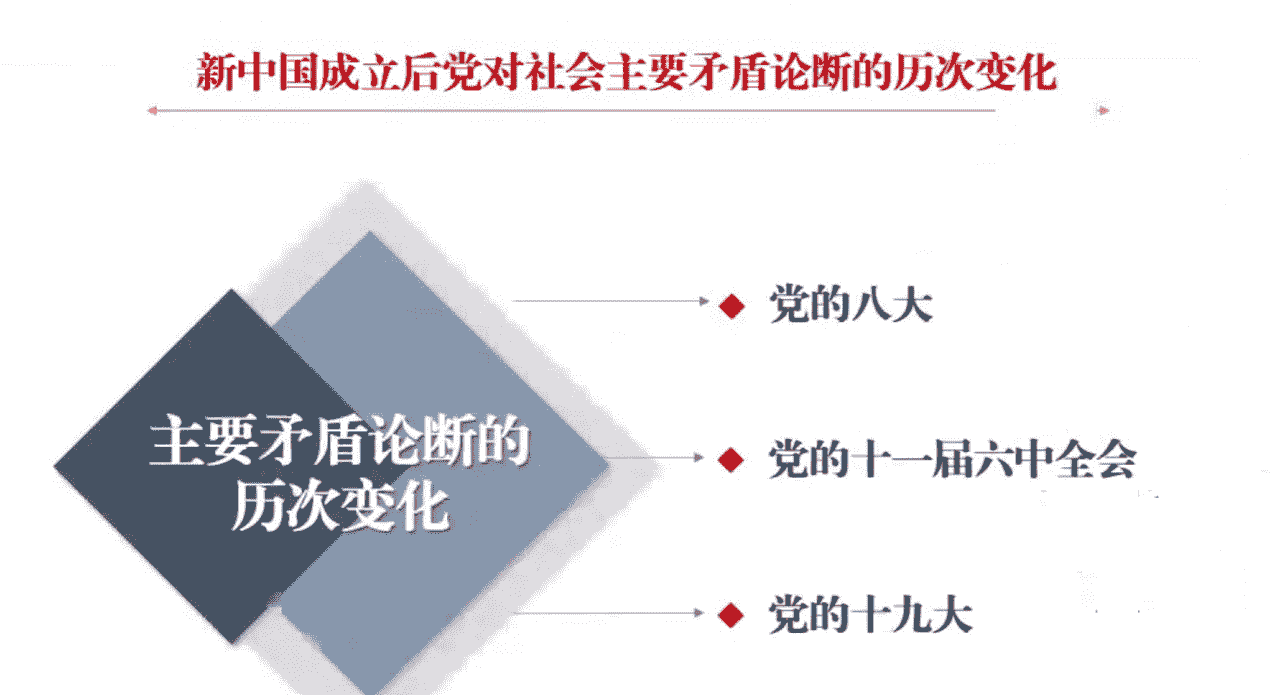 新中国成立后党对社会主要矛盾论断的历次变化
主要矛盾论断的
历次变化
党的八大
党的十一届六中全会
党的十九大